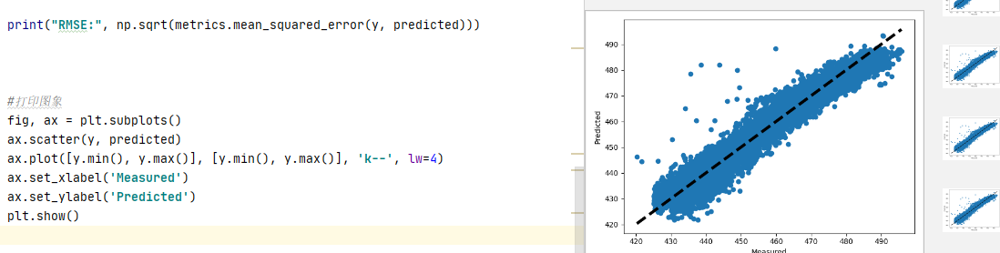 print("RMSE:", np.sqrt(metrics.mean_squared_error(y, predicted)))
#打印图象
fig, ax = plt.subplots()
ax.scatter(y, predicted)
ax.plot([y.min(), y.max()], [y.min(), y.max()], 'k--', lw=4)
ax.set_xlabel('Measured')
ax.set_ylabel('Predicted')
plt.show()
490
480
470
460
450
440
430
420
Predicted
420 430 440 450 460 470 480 490
Measured